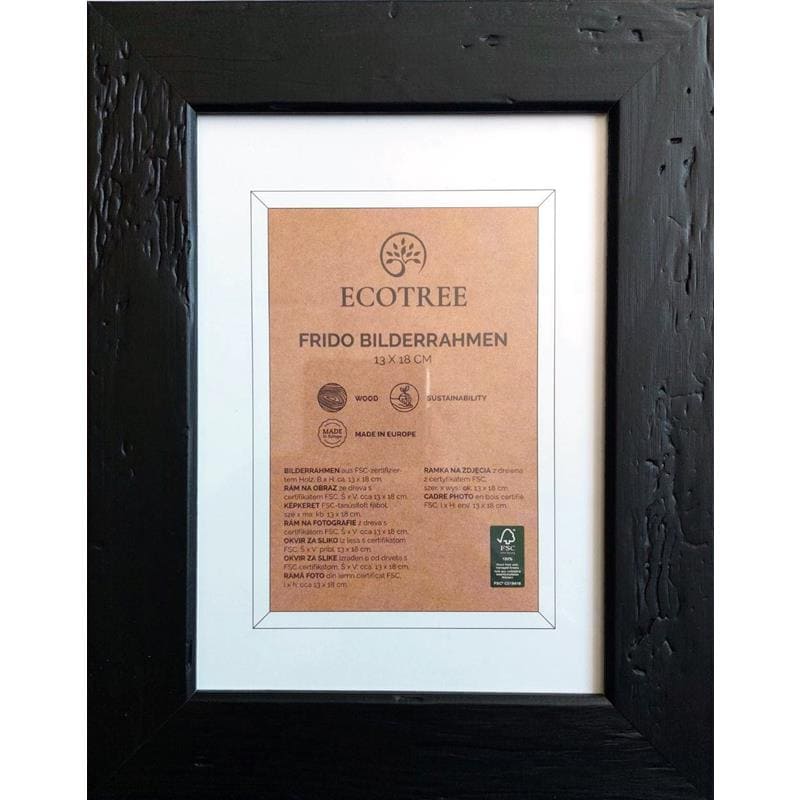 ECOTREE
FRIDO BILDERRAHMEN
13 X 18 CM
WOOD
SUSTAINABILITY
MADE
in Europe
MADE IN EUROPE
BILDERRAHMEN aus FSC-zertifizier-
tem Holz, B x H: ca. 13 x 18 cm.
RÁM NA OBRAZ ze dřeva s
certifikátem FSC, Š x V: cca 13 x 18 cm.
KÉPKERET FSC-tanúsított fából,
szé x ma: kb. 13 x 18 cm.
RÁM NA FOTOGRAFIE z dreva s
certifikátom FSC, Š x V: cca 13 x 18 cm.
OKVIR ZA SLIKO iz lesa s certifikatom
FSC, Š x V: pribl. 13 x 18 cm.
OKVIR ZA SLIKE izrađen o od drveta s
FSC certifikatom, Š x V: cca. 13 x 18 cm.
RAMĂ FOTO din lemn certificat FSC,
l x h: cca 13 x 18 cm.
RAMKA NA ZDJĘCIA z drewna
z certyfikatem FSC,
szer. x wys.: ok. 13 x 18 cm.
CADRE PHOTO en bois certifié
FSC, l x H: env. 13 x 18 cm.
FSC
100%